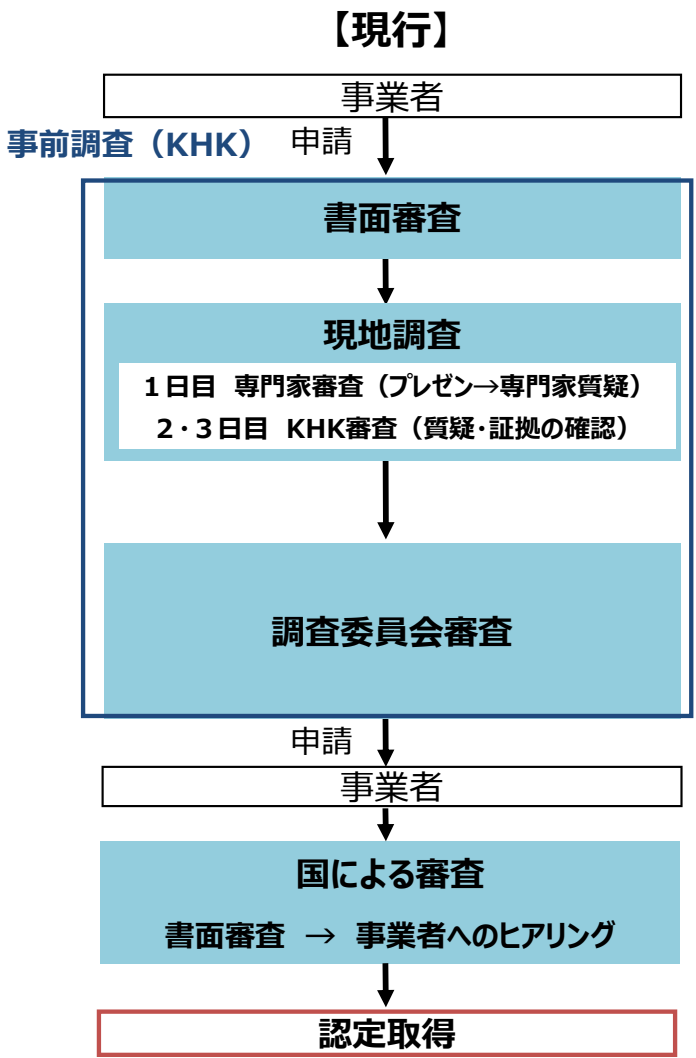 【現行】
事業者
事前調査（KHK）
申請
書面審査
現地調査
１日目 専門家審査（プレゼン→専門家質疑）
２・３日目 KHK審査（質疑・証拠の確認）
調査委員会審査
申請
事業者
国による審査
書面審査 → 事業者へのヒアリング
認定取得